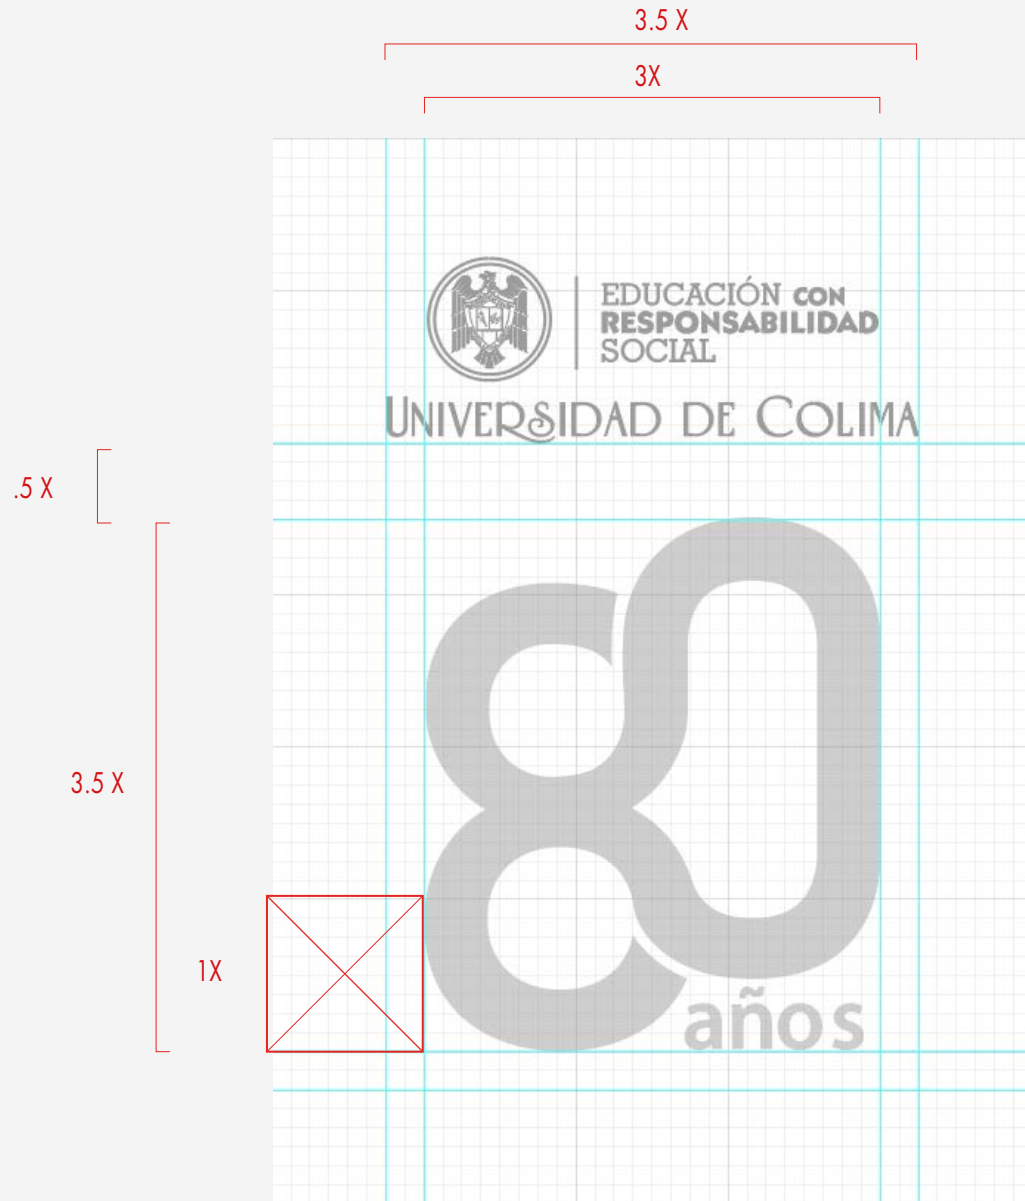 3.5 X
3X
EDUCACIÓN CON
RESPONSABILIDAD
SOCIAL
UNIVERSIDAD DE COLIMA
.5 X
80
3.5 X
1X
años